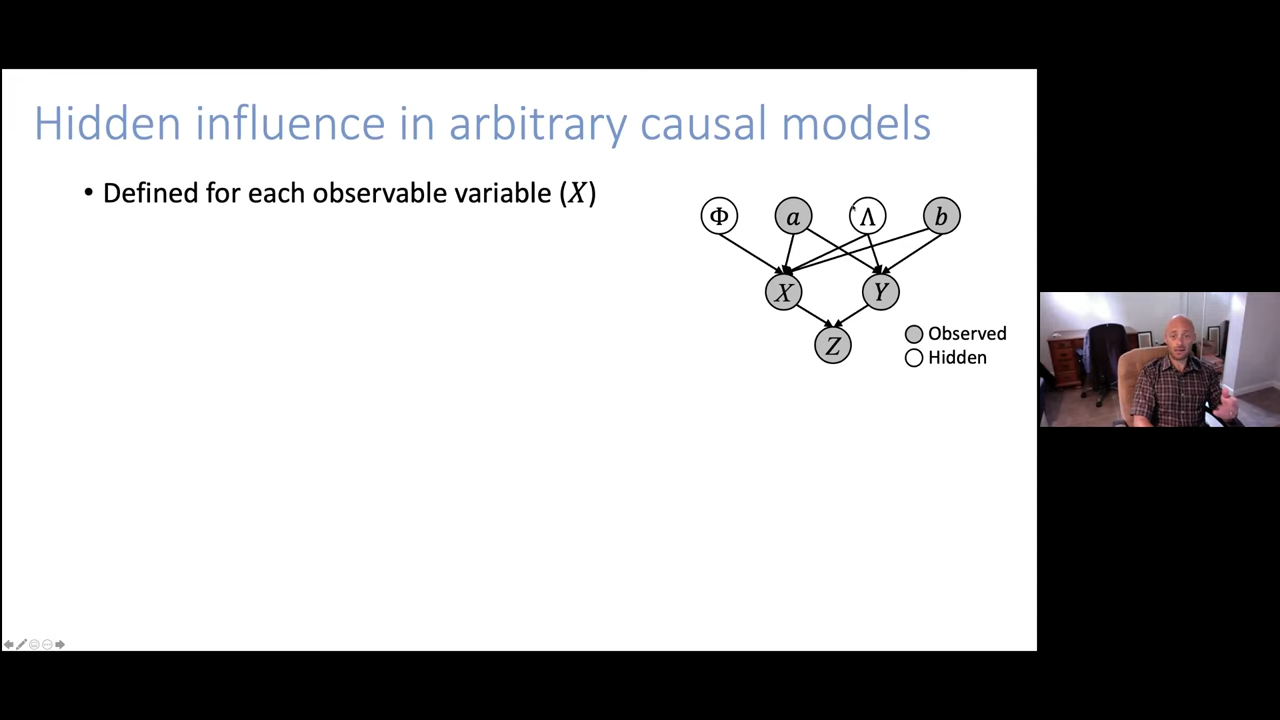 Hidden influence in arbitrary causal models
• Defined for each observable variable (X)
Φ a Λ b
X Y
Z
Observed
Hidden